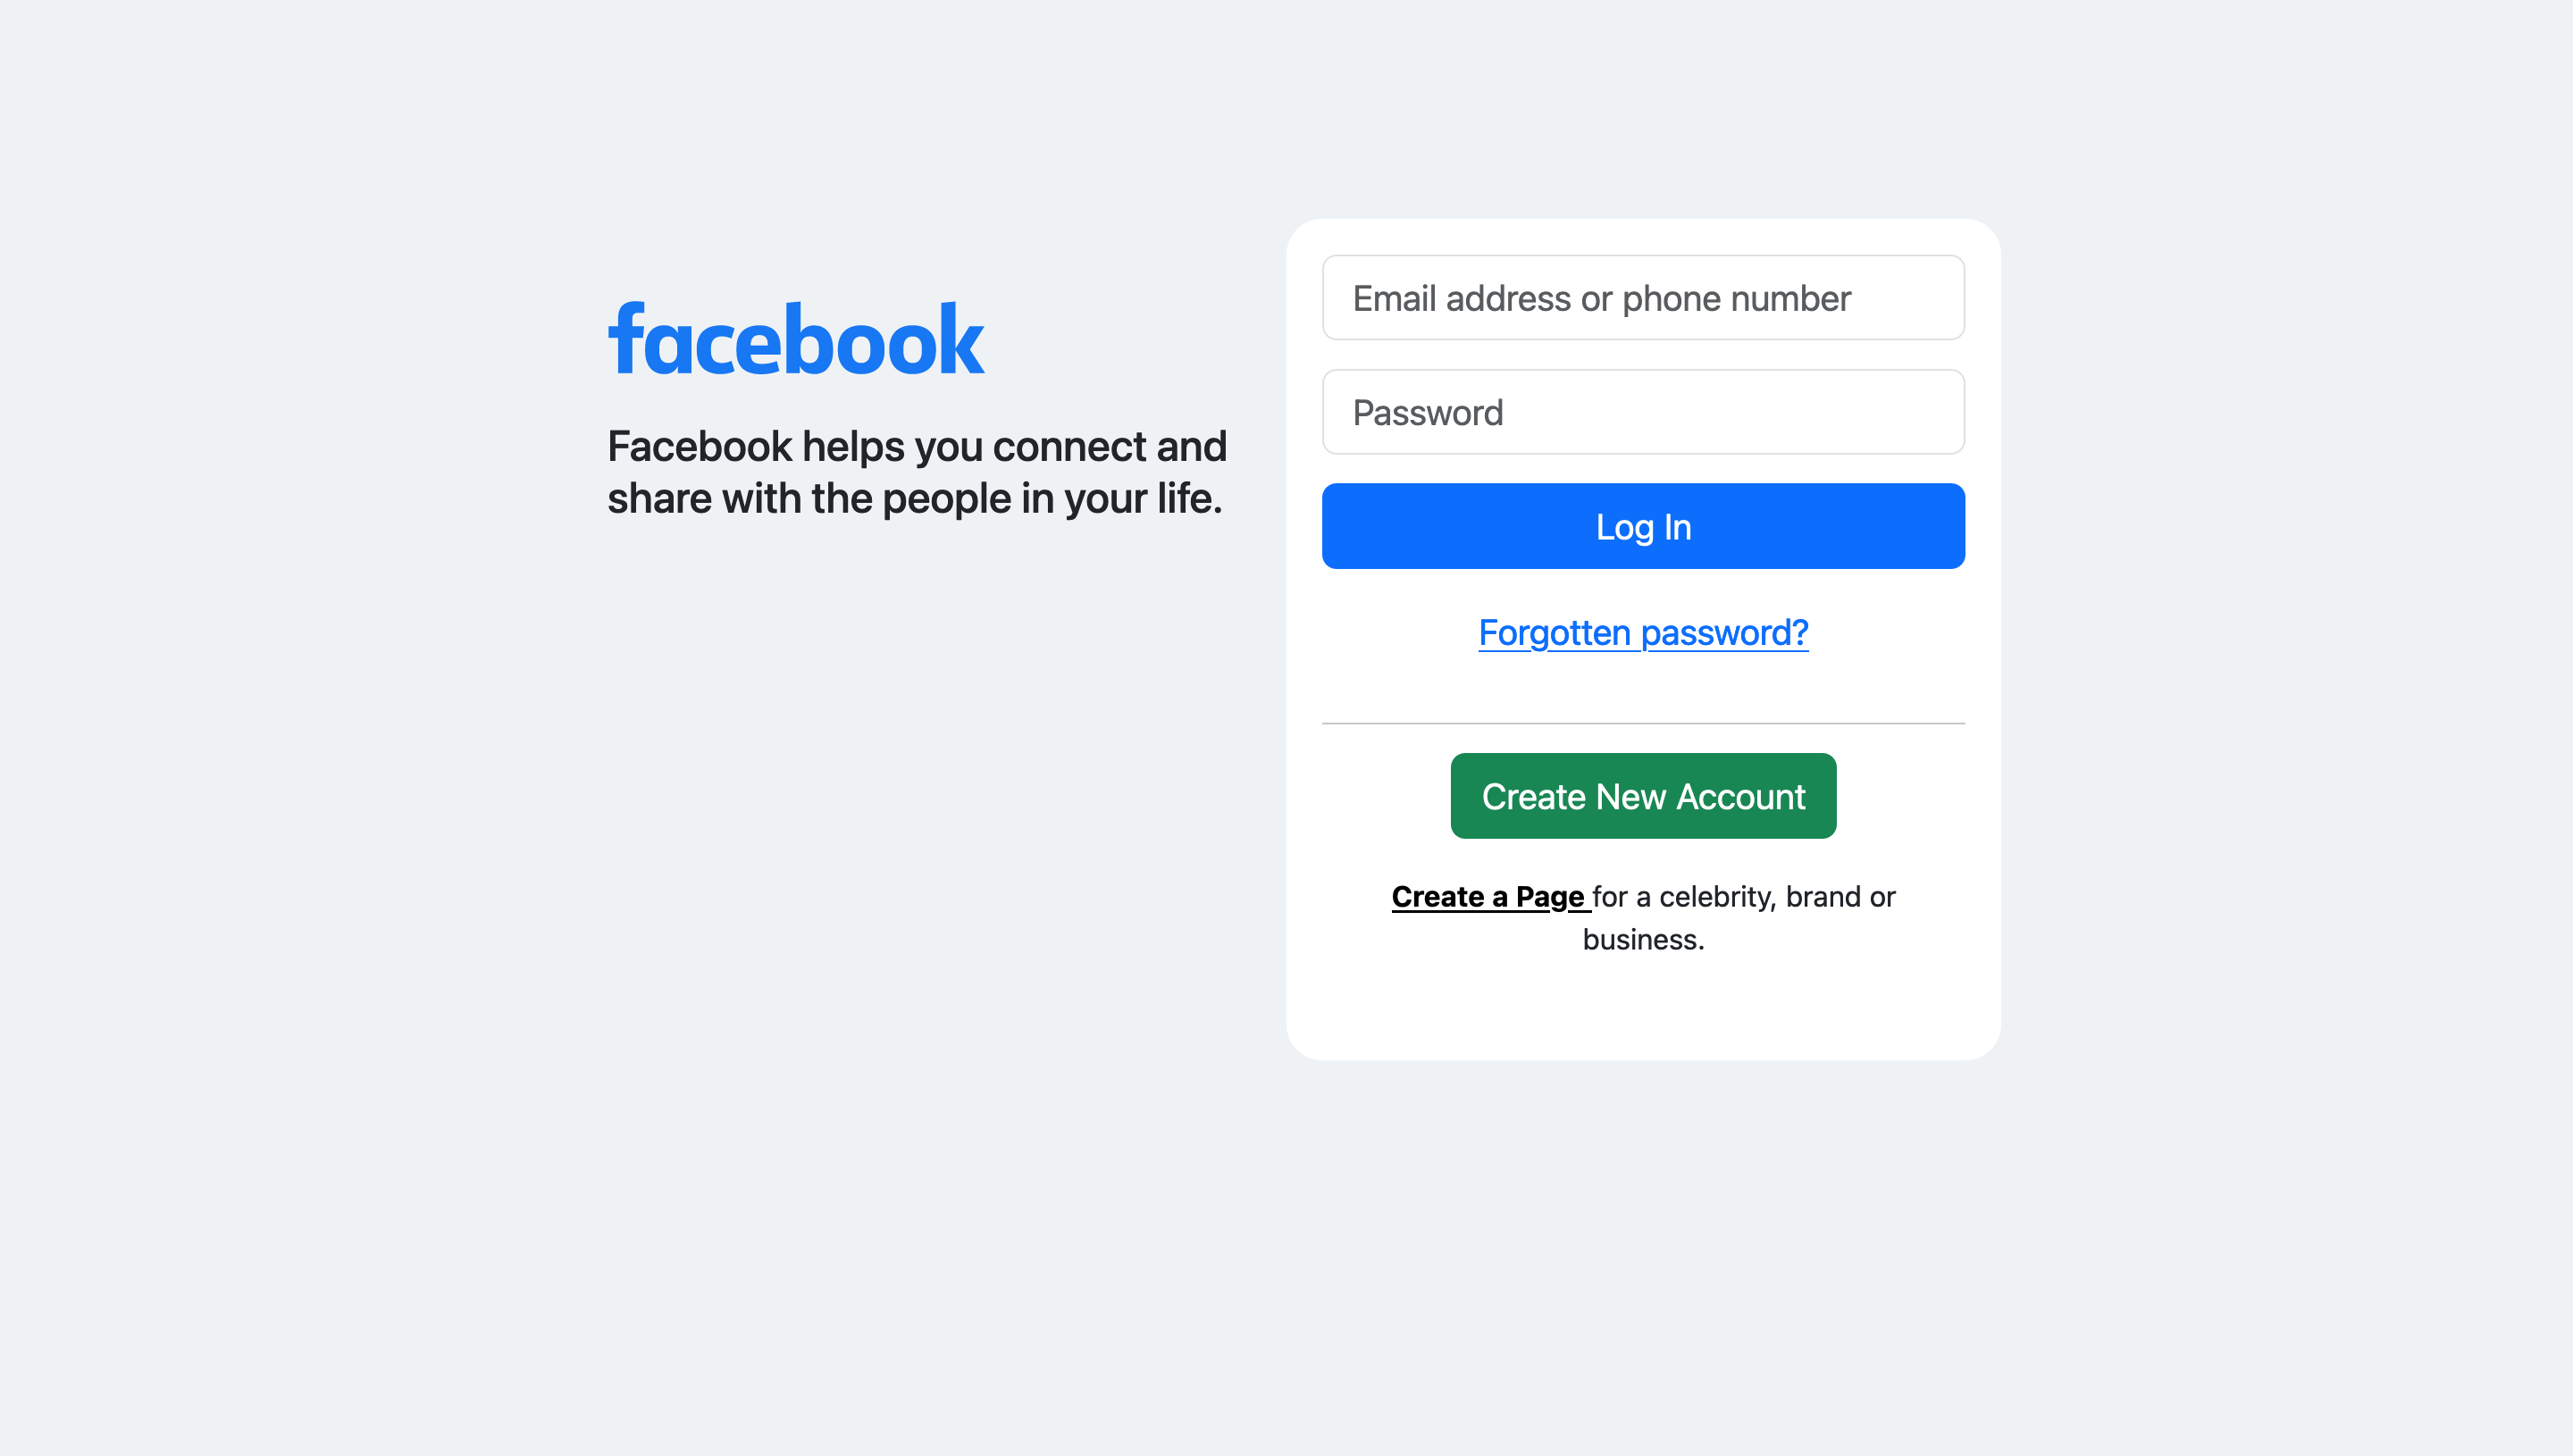 facebook
Facebook helps you connect and
share with the people in your life.
Email address or phone number
Password
Log In
Forgotten password?
Create New Account
Create a Page for a celebrity, brand or
business.